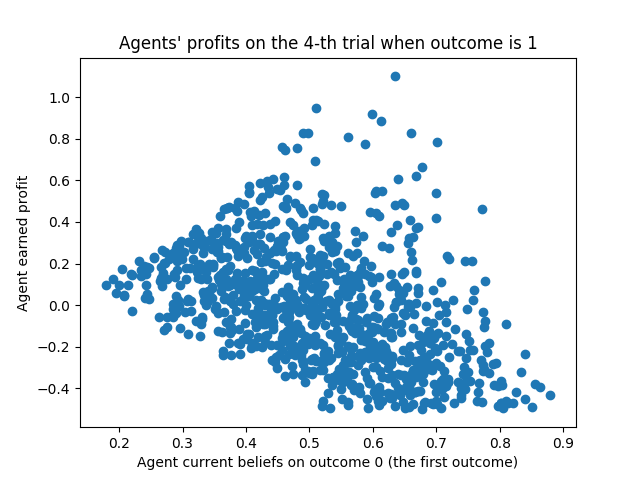 Agents' profits on the 4-th trial when outcome is 1
Agent earned profit
1.0
0.8
0.6
0.4
0.2
0.0
−0.2
−0.4
0.2 0.3 0.4 0.5 0.6 0.7 0.8 0.9
Agent current beliefs on outcome 0 (the first outcome)